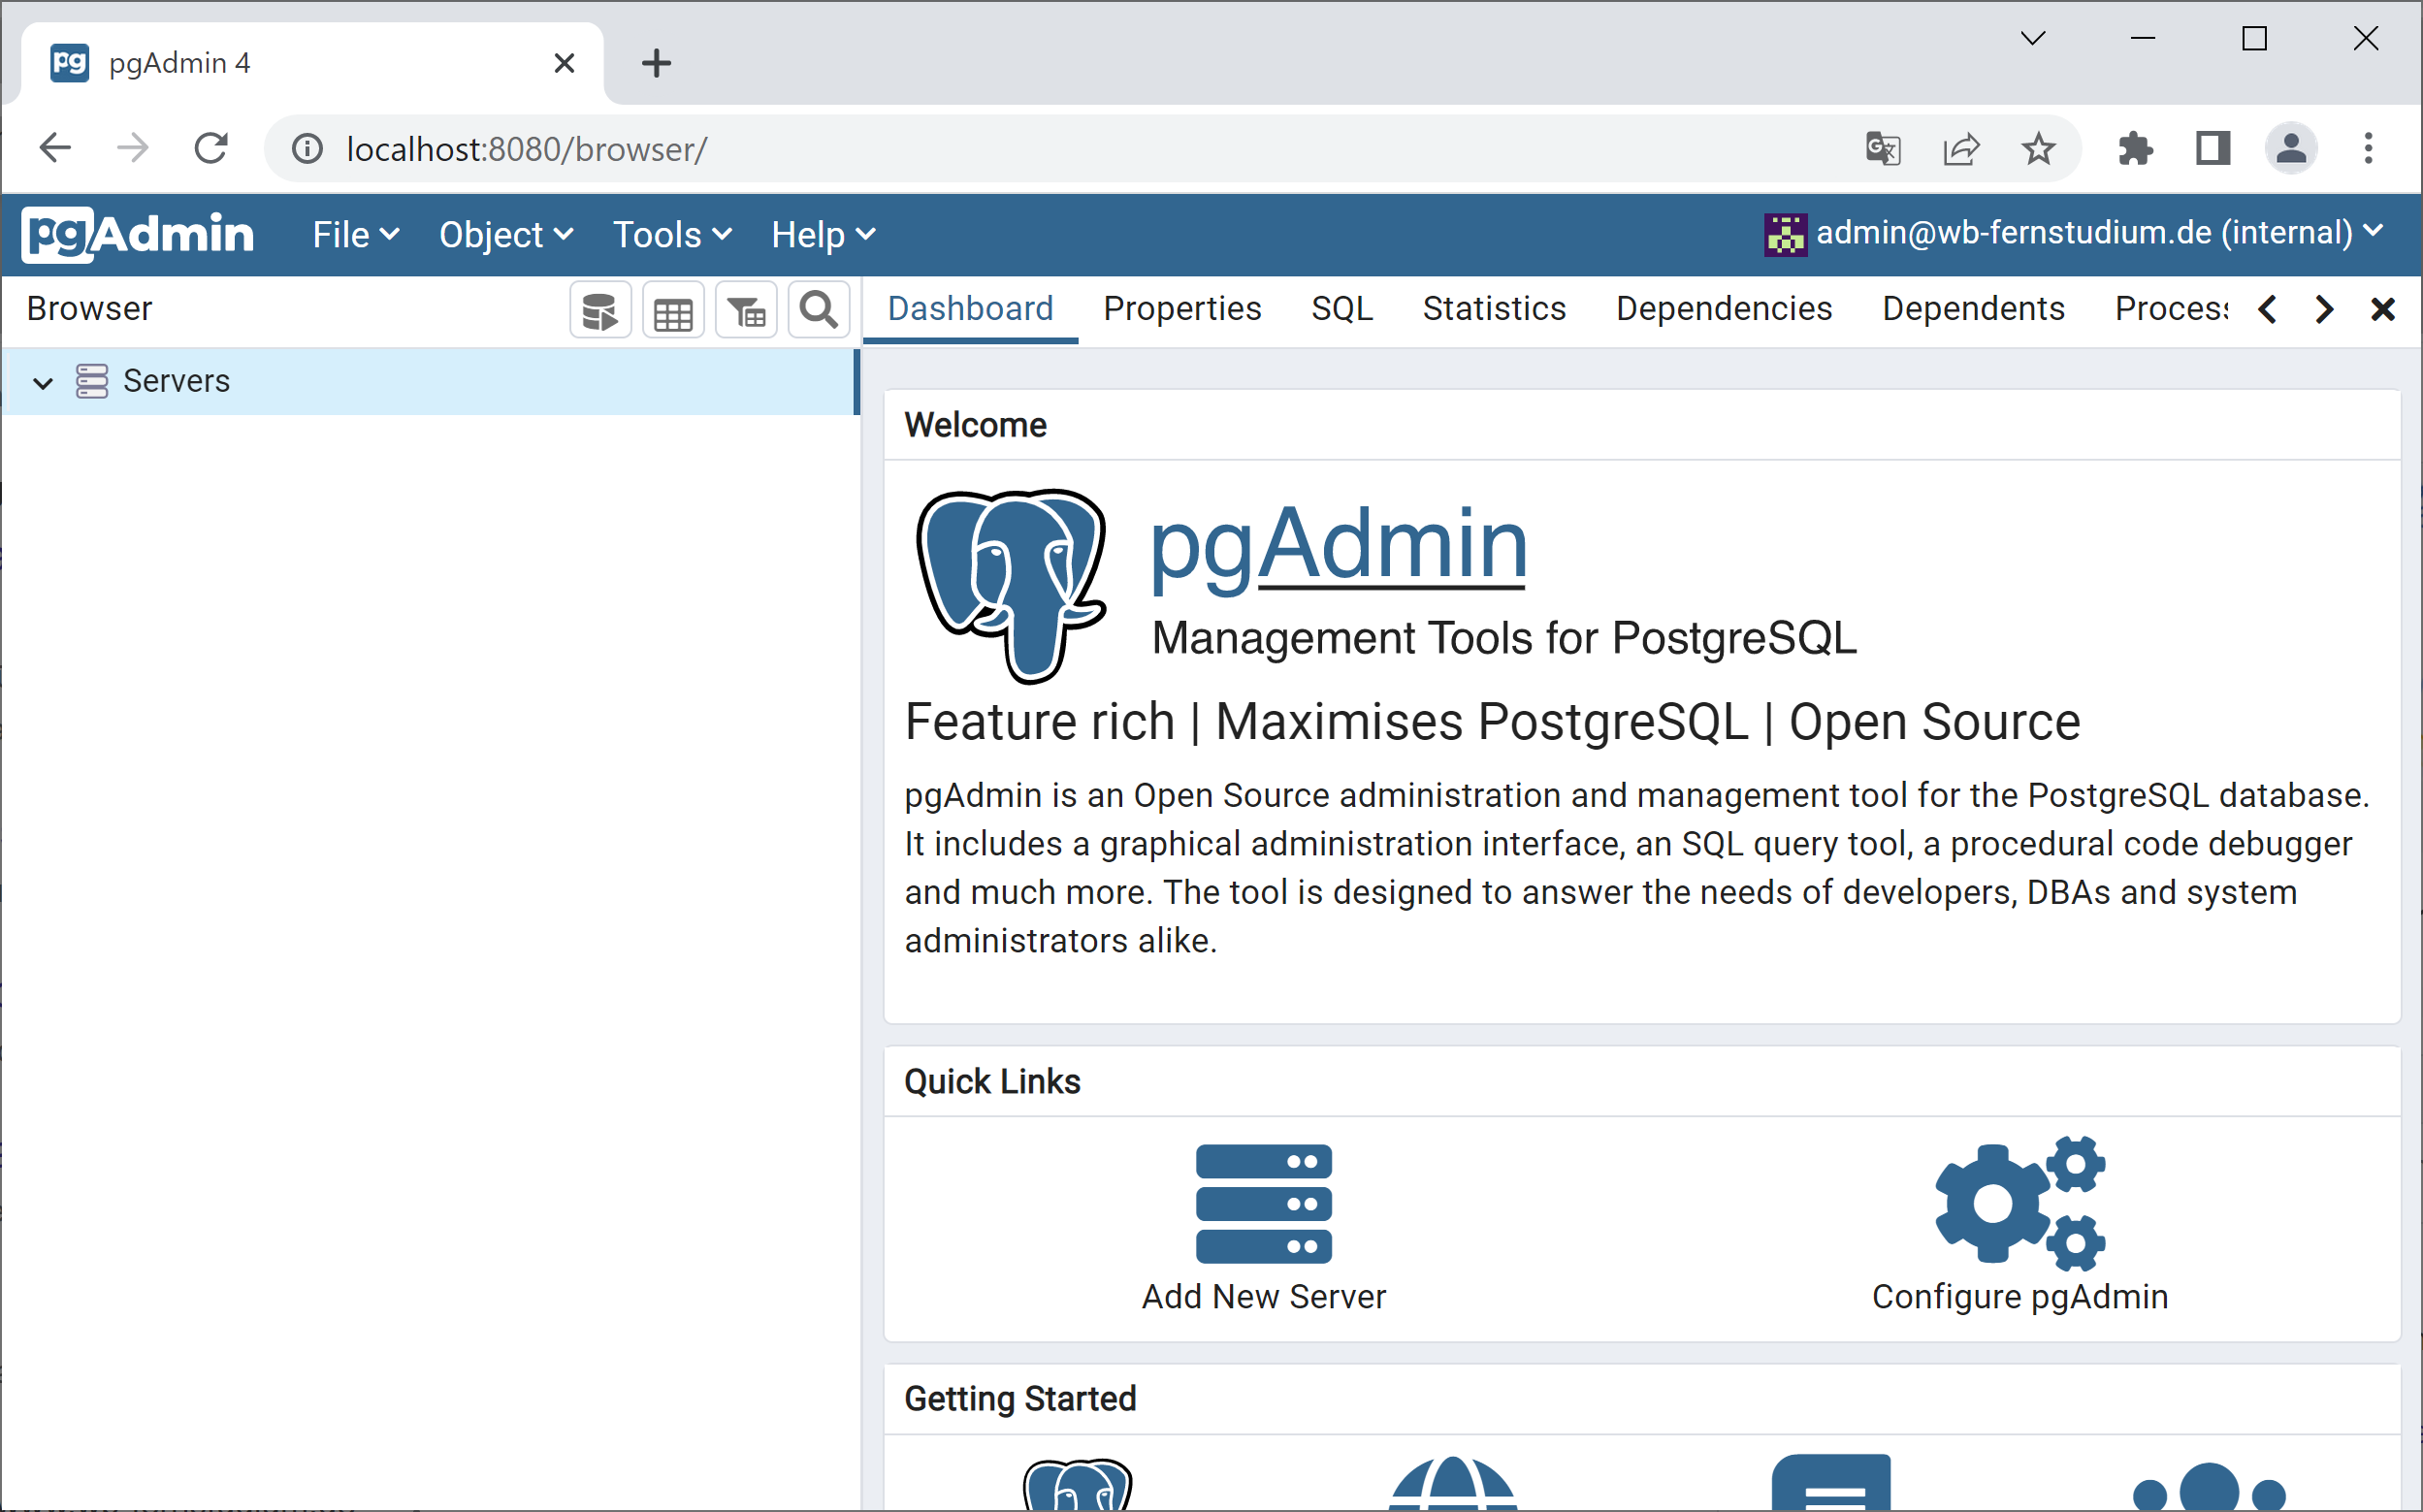 pgAdmin 4
localhost:8080/browser/
pgAdmin File Object Tools Help admin@wb-fernstudium.de (internal)
Browser
Dashboard Properties SQL Statistics Dependencies Dependents Process
Servers
Welcome
pgAdmin
Management Tools for PostgreSQL
Feature rich | Maximises PostgreSQL | Open Source
pgAdmin is an Open Source administration and management tool for the PostgreSQL database.
It includes a graphical administration interface, an SQL query tool, a procedural code debugger
and much more. The tool is designed to answer the needs of developers, DBAs and system
administrators alike.
Quick Links
Add New Server
Configure pgAdmin
Getting Started